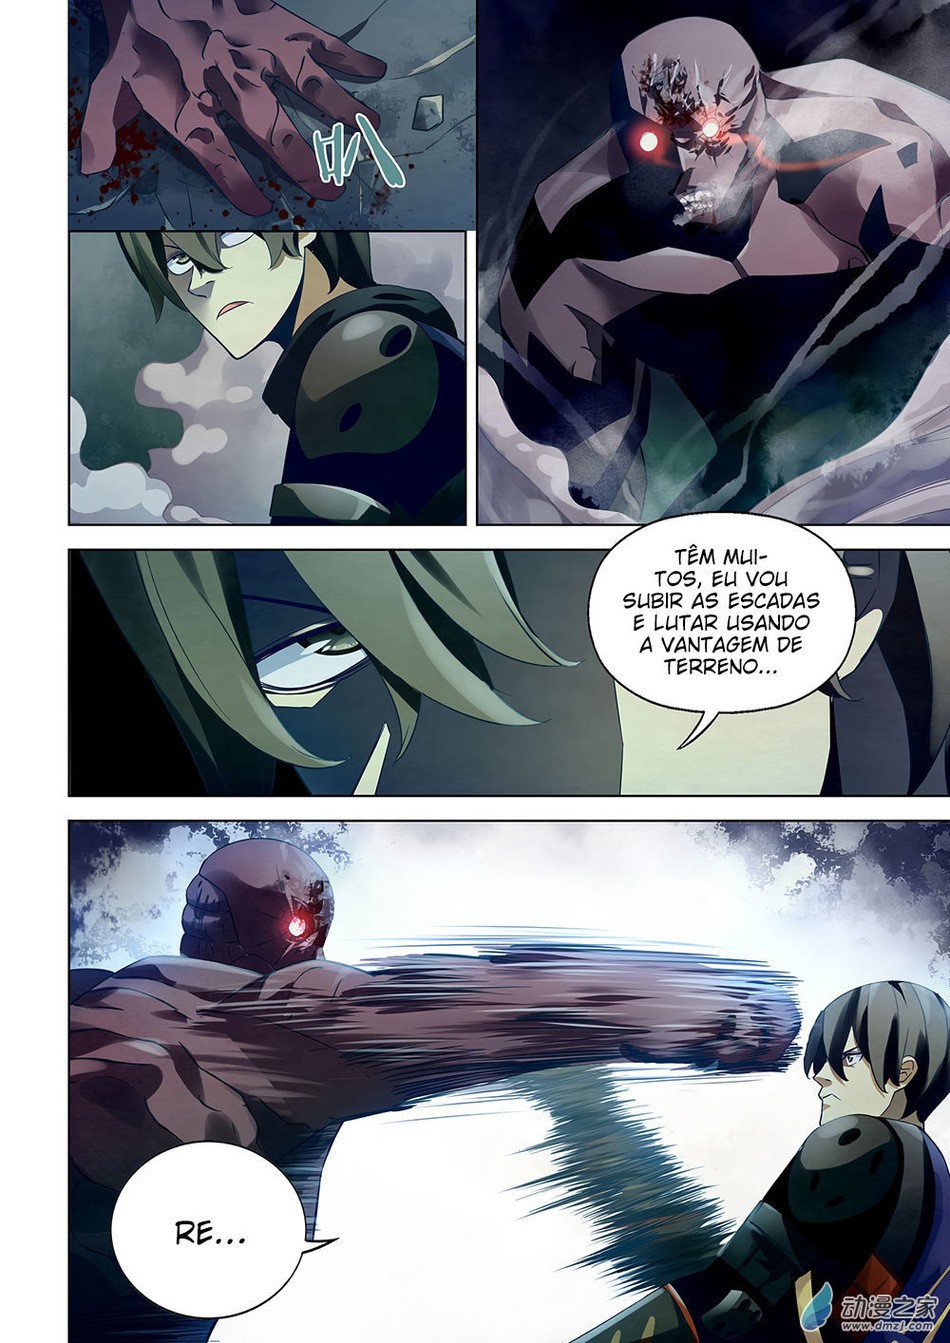 叭
TÊM MUI-
TOS, EU VOU
SUBIR AS ESCADAS
E LUTAR USANDO
A VANTAGEM DE
TERRENO...
RE...
动漫之家
www.dmzj.com